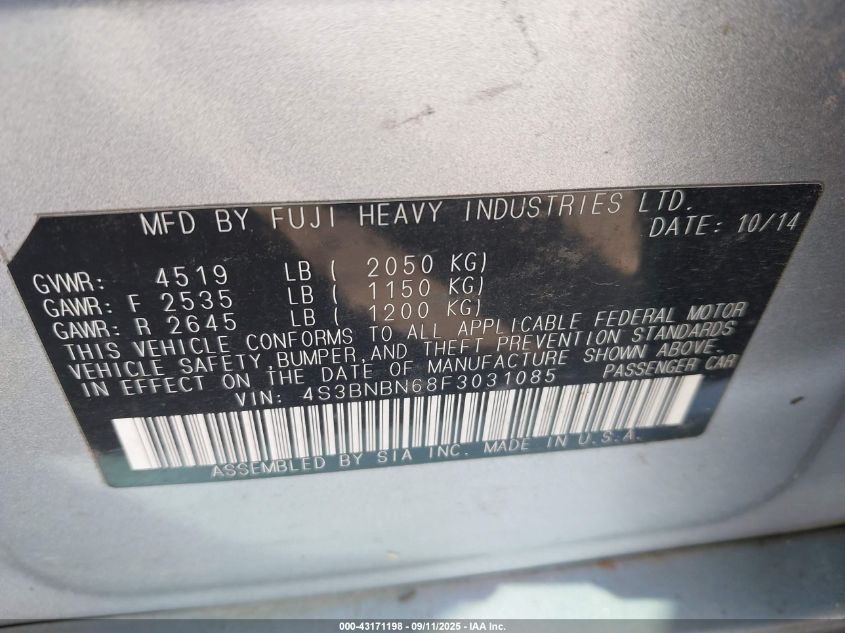 MFD BY FUJI HEAVY INDUSTRIES LTD.
DATE: 10/14
GVWR: 4519 LB ( 2050 KG)
GAWR: F 2535 LB ( 1150 KG)
GAWR: R 2645 LB ( 1200 KG)
THIS VEHICLE CONFORMS TO ALL APPLICABLE FEDERAL MOTOR
VEHICLE SAFETY, BUMPER, AND THEFT PREVENTION STANDARDS
IN EFFECT ON THE DATE OF MANUFACTURE SHOWN ABOVE.
VIN: 4S3BNBN68F3031085 PASSENGER CAR
ASSEMBLED BY SIA INC. MADE IN U.S.A.
000-43171198 - 09/11/2025 - IAA Inc.